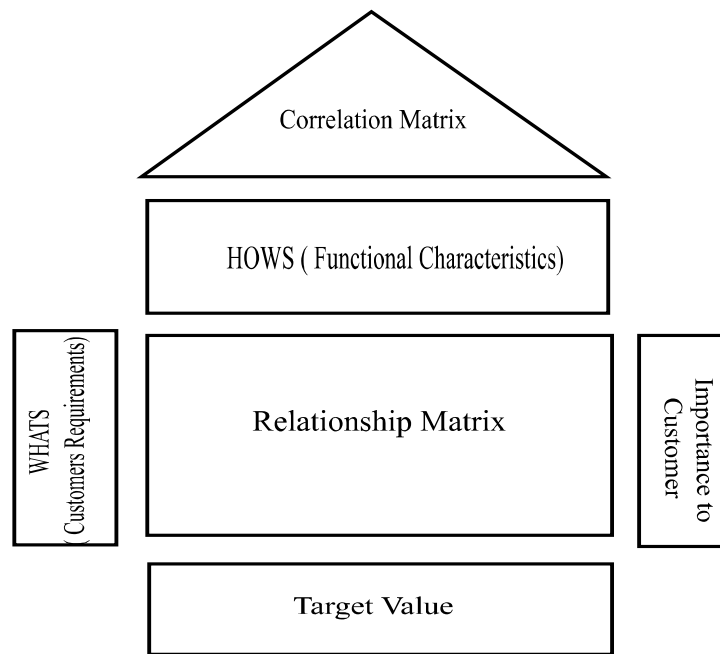 Correlation Matrix
HOWS ( Functional Characteristics)
WHATS
( Customers Requirements)
Relationship Matrix
Importance to
Customer
Target Value